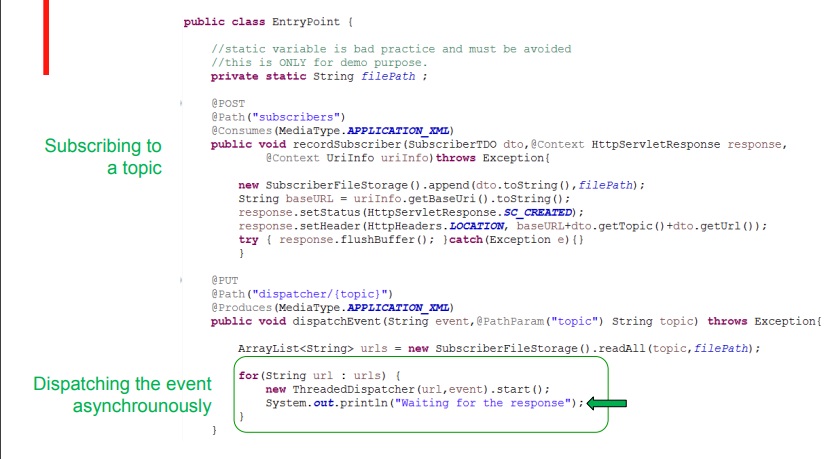 public class EntryPoint {
//static variable is bad practice and must be avoided
//this is ONLY for demo purpose.
private static String filePath ;
@POST
@Path("subscribers")
@Consumes(MediaType.APPLICATION_XML)
Subscribing to
a topic
public void recordSubscriber(SubscriberTDO dto,@Context HttpServletResponse response,
@Context UriInfo uriInfo)throws Exception{
new SubscriberFileStorage().append(dto.toString(),filePath);
String baseURL = uriInfo.getBaseUri().toString();
response.setStatus(HttpServletResponse.SC_CREATED);
response.setHeader(HttpHeaders.LOCATION, baseURL+dto.getTopic()+dto.getUrl());
try { response.flushBuffer(); }catch(Exception e){}
}
@PUT
@Path("dispatcher/{topic}")
@Produces(MediaType.APPLICATION_XML)
public void dispatchEvent(String event,@PathParam("topic") String topic) throws Exception{
ArrayList<String> urls = new SubscriberFileStorage().readAll(topic,filePath);
Dispatching the event
asynchrounously
for(String url : urls) {
new ThreadedDispatcher(url,event).start();
System.out.println("Waiting for the response");
}
}